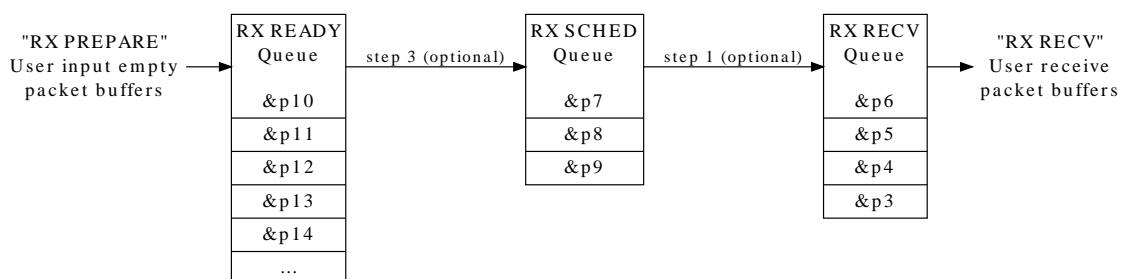 "RX PREPARE"
User input empty
packet buffers
RX READY
Queue
&p10
&p11
&p12
&p13
&p14
...
step 3 (optional)
RX SCHED
Queue
&p7
&p8
&p9
step 1 (optional)
RX RECV
Queue
&p6
&p5
&p4
&p3
"RX RECV"
User receive
packet buffers